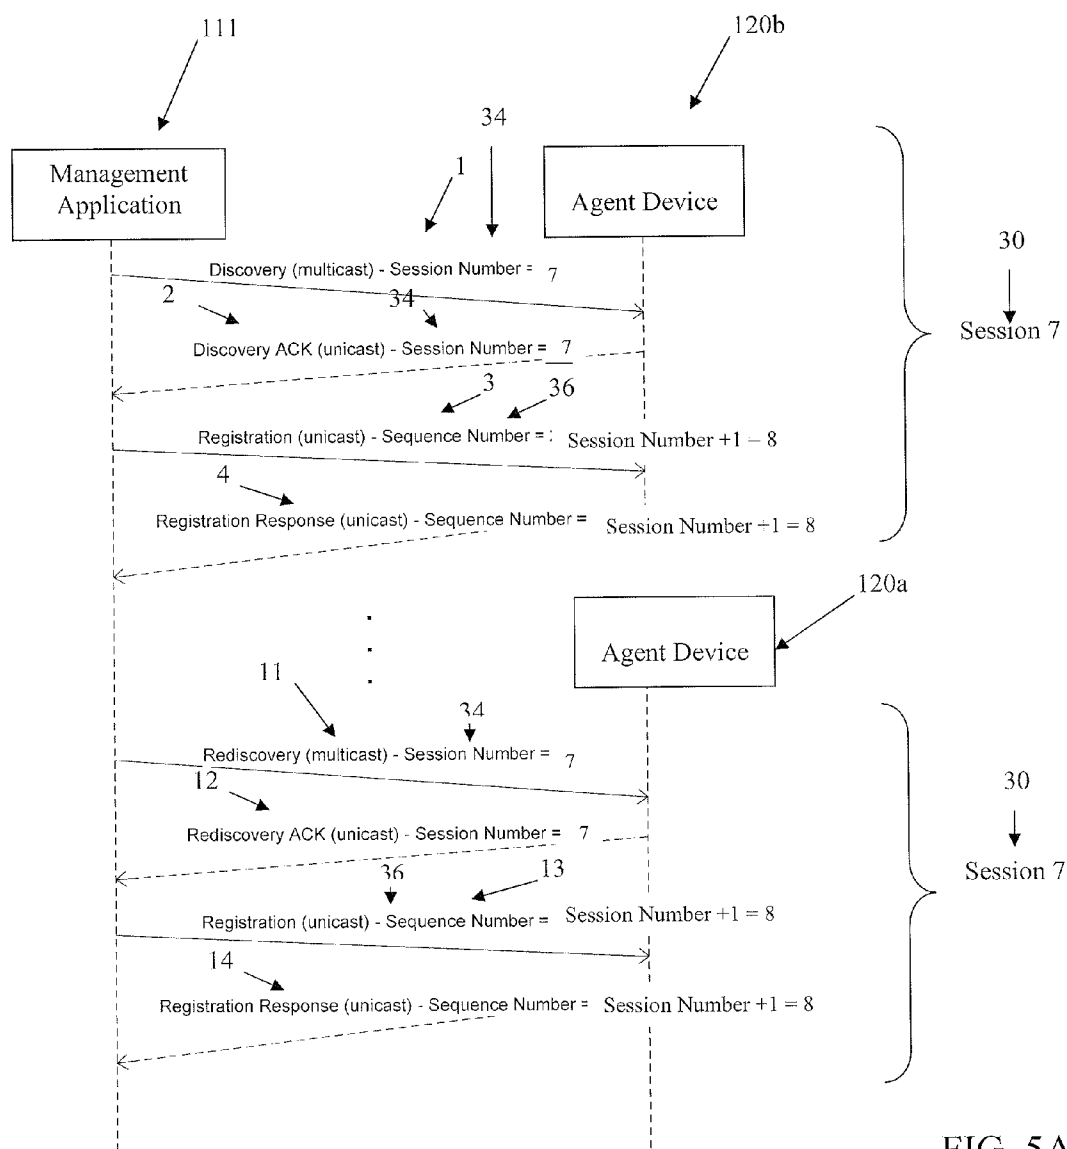 111
120b
34
1
Management
Application
Agent Device
30
Discovery (multicast) - Session Number = 7
2
34
Session 7
Discovery ACK (unicast) - Session Number = 7
3
36
Registration (unicast) - Sequence Number = : Session Number +1 – 8
4
Registration Response (unicast) - Sequence Number = Session Number +1 = 8
120a
Agent Device
11
34
Rediscovery (multicast) - Session Number = 7
12
30
Rediscovery ACK (unicast) - Session Number = 7
36
13
Session 7
Registration (unicast) - Sequence Number = Session Number +1 = 8
14
Registration Response (unicast) - Sequence Number = Session Number +1 = 8
FIG. 5A